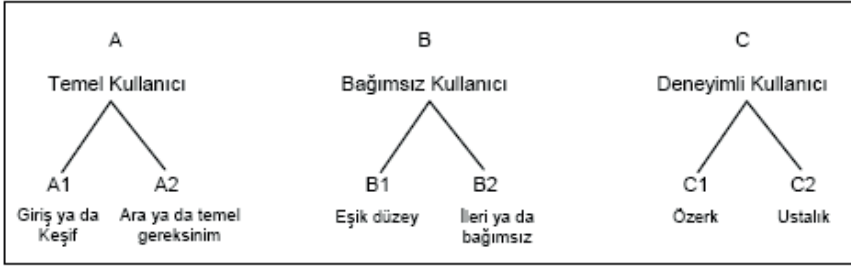 A B C
Temel Kullanıcı Bağımsız Kullanıcı Deneyimli Kullanıcı
A1 A2 B1 B2 C1 C2
Giriş ya da Keşif
Ara ya da temel gereksinim
Eşik düzey
İleri ya da bağımsız
Özerk
Ustalık